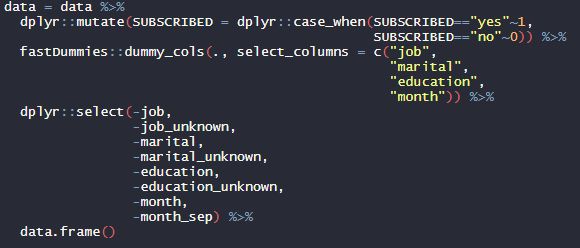 data = data %>%
  dplyr::mutate(SUBSCRIBED = dplyr::case_when(SUBSCRIBED=="yes"~1,
                                              SUBSCRIBED=="no"~0)) %>%
  fastDummies::dummy_cols(., select_columns = c("job",
                                                "marital",
                                                "education",
                                                "month")) %>%
  dplyr::select(-job,
                -job_unknown,
                -marital,
                -marital_unknown,
                -education,
                -education_unknown,
                -month,
                -month_sep) %>%
  data.frame()